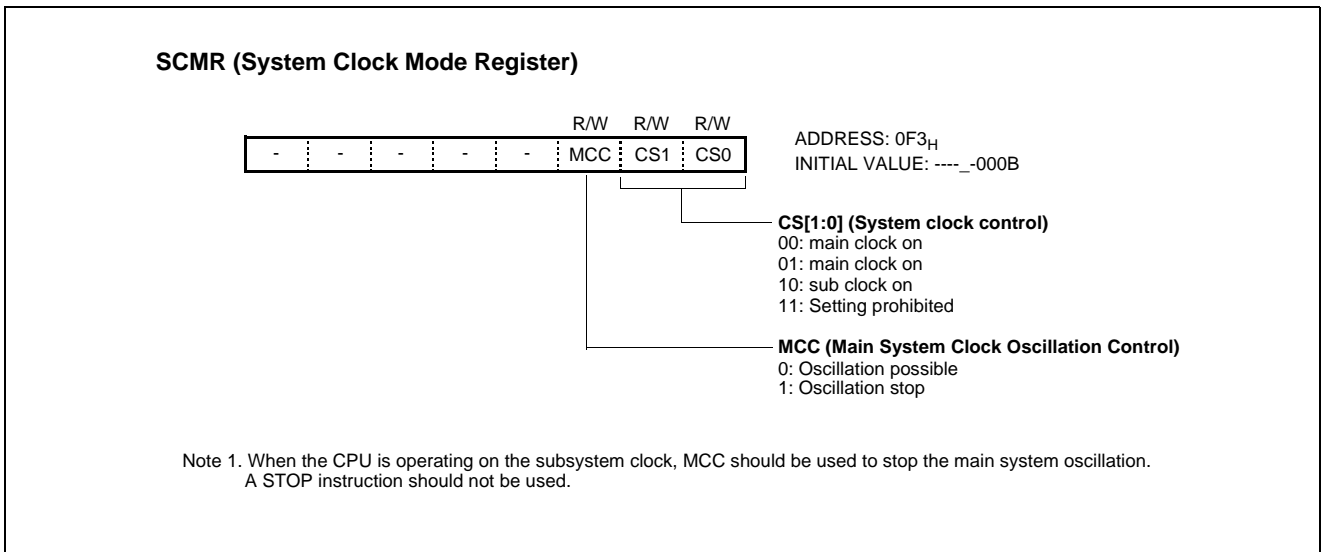 SCMR (System Clock Mode Register)
R/W R/W R/W
- - - - - MCC CS1 CS0
ADDRESS: 0F3H
INITIAL VALUE: ----_-000B
CS[1:0] (System clock control)
00: main clock on
01: main clock on
10: sub clock on
11: Setting prohibited
MCC (Main System Clock Oscillation Control)
0: Oscillation possible
1: Oscillation stop
Note 1. When the CPU is operating on the subsystem clock, MCC should be used to stop the main system oscillation.
A STOP instruction should not be used.